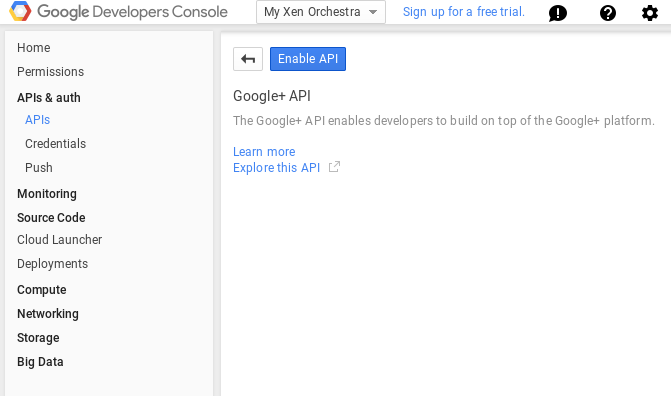 Google Developers Console
My Xen Orchestra
Sign up for a free trial.
Home
Permissions
APIs & auth
APIs
Credentials
Push
Monitoring
Source Code
Cloud Launcher
Deployments
Compute
Networking
Storage
Big Data
Enable API
Google+ API
The Google+ API enables developers to build on top of the Google+ platform.
Learn more
Explore this API